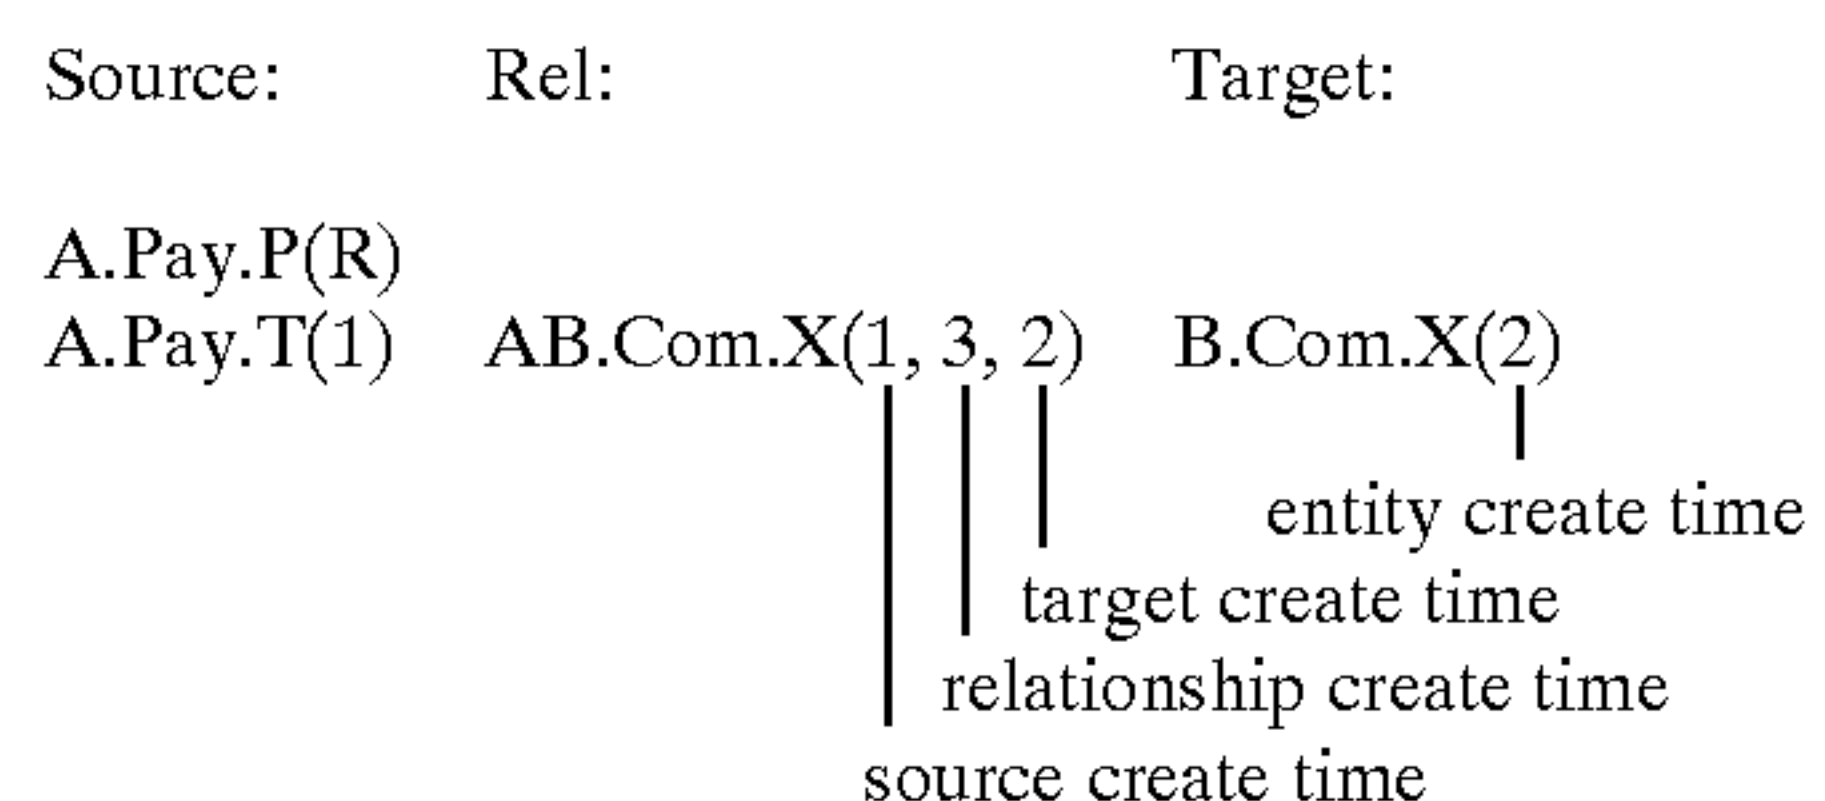 Source: Rel: Target:
A.Pay.P(R)
A.Pay.T(1) AB.Com.X(1, 3, 2) B.Com.X(2)
entity create time
target create time
relationship create time
source create time